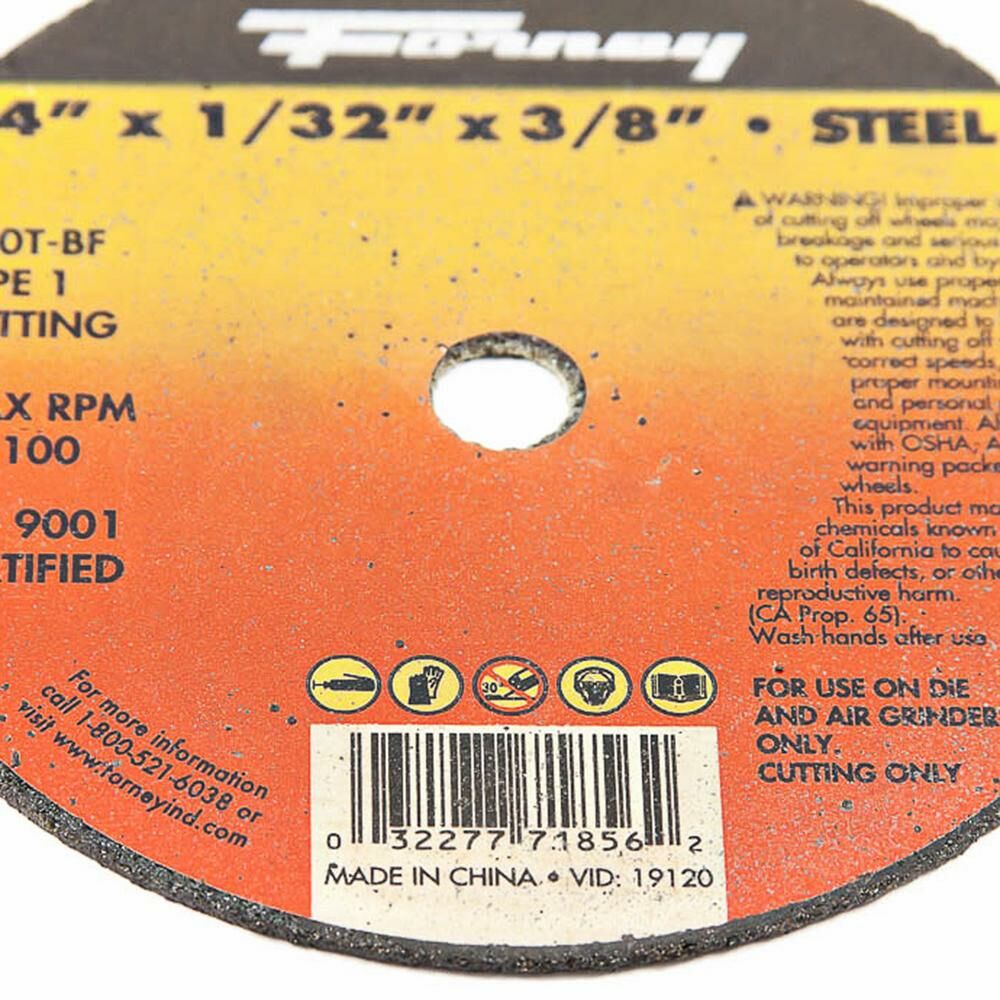 Forney
4" x 1/32" x 3/8" • STEEL
0T-BF
PE 1
TTING
AX RPM
100
9001
TIFIED
WARNING! Improper
of cutting off wheels
breakage and serious
to operators and by
Always use proper
maintained mach
are designed to
with cutting off
correct speeds,
proper mounti
and personal
equipment. Al
with OSHA, A
warning packe
wheels.
This product ma
chemicals known
of California to cau
birth defects, or othe
reproductive harm.
(CA Prop. 65).
Wash hands after use
FOR USE ON DIE
AND AIR GRINDER
ONLY.
CUTTING ONLY
For more information
call 1-800-521-6038 or
visit www.forneyind.com
30°
0 32277 71856 2
MADE IN CHINA • VID: 19120